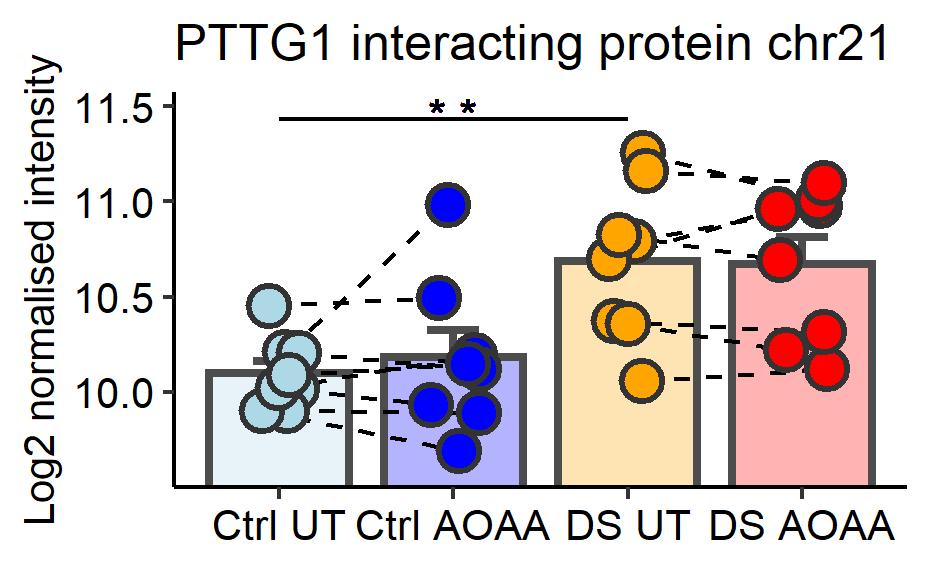 PTTG1 interacting protein chr21
Log2 normalised intensity
11.5
11.0
10.5
10.0
* *
Ctrl UT Ctrl AOAA DS UT DS AOAA